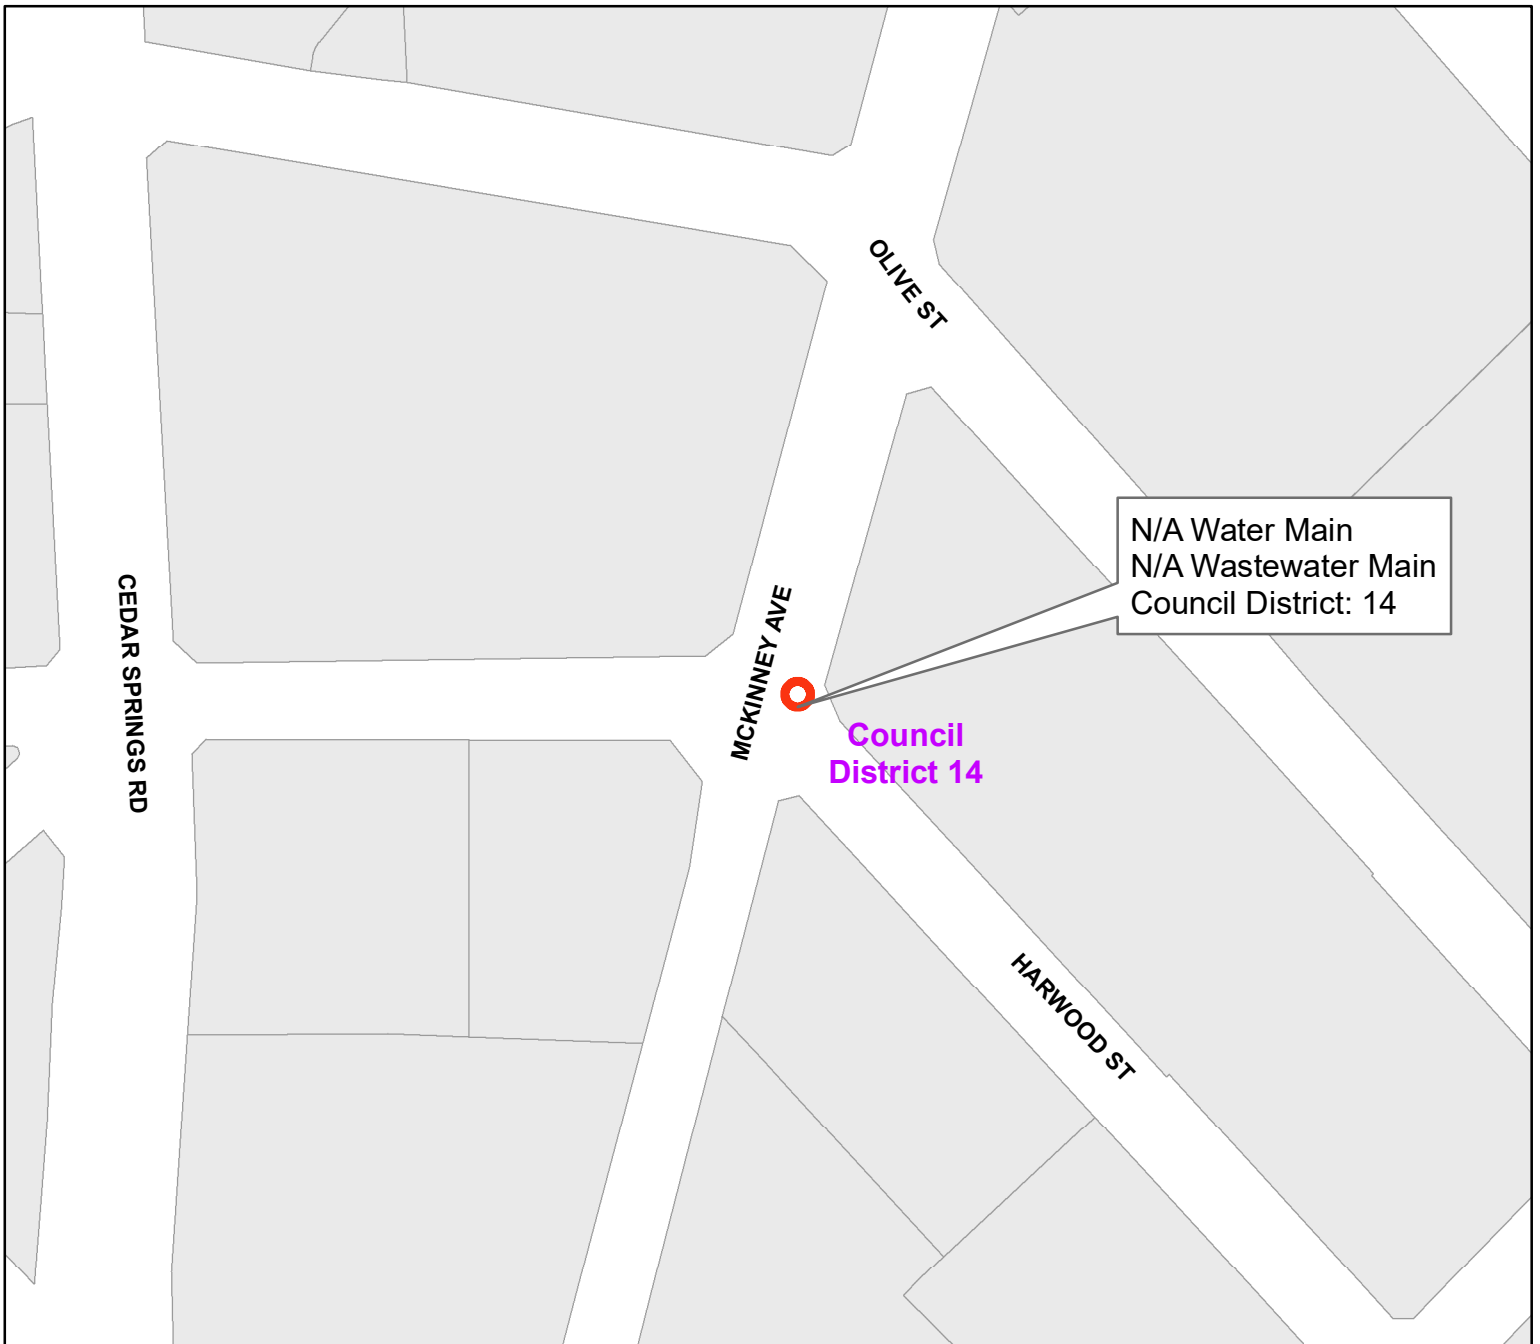 OLIVE ST
N/A Water Main
N/A Wastewater Main
Council District: 14
CEDAR SPRINGS RD
MCKINNEY AVE
Council
District 14
HARWOOD ST